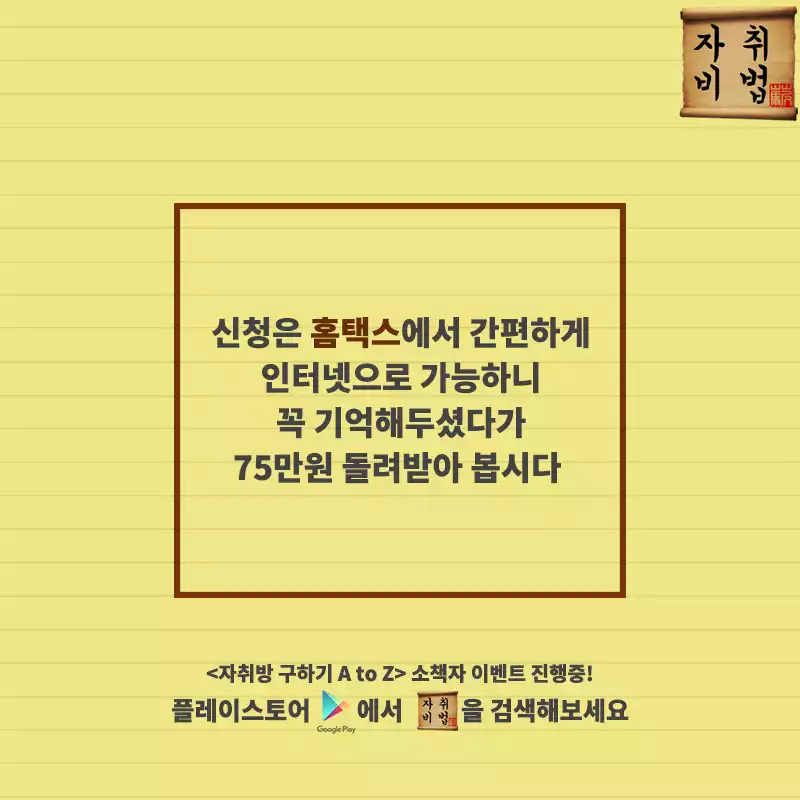 자취
비법
신청은 홈택스에서 간편하게
인터넷으로 가능하니
꼭 기억해두셨다가
75만원 돌려받아 봅시다
<자취방 구하기 A to Z> 소책자 이벤트 진행중!
플레이스토어 Google Play 에서 자취 비법 을 검색해보세요